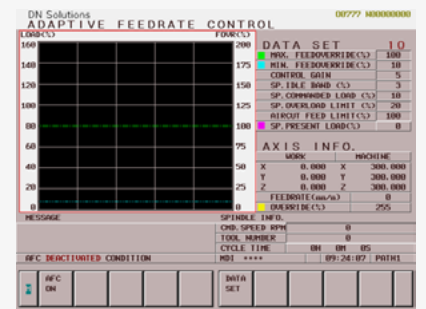 DN Solutions
O0777 N00000000
ADAPTIVE FEEDRATE CONTROL
LOAD(%)
FOVR(%)
160 200
140 175
120 150
100 125
80 100
60 75
40 50
20 25
0 0
DATA SET 10
MAX. FEEDOVERRIDE(%) 100
MIN. FEEDOVERRIDE(%) 10
CONTROL GAIN 5
SP.IDLE BAND (%) 3
SP.COMMANDED LOAD (%) 10
SP.OVERLOAD LIMIT (%) 20
AIRCUT FEED LIMIT(%) 100
SP.PRESENT LOAD(%) 0
AXIS INFO.
WORK MACHINE
X 0.000 X 300.000
Y 0.000 Y 300.000
Z 0.000 Z 300.000
FEEDRATE(mm/m) 0
OVERRIDE(%) 255
MESSAGE
SPINDLE INFO.
CMD.SPEED RPM 0
TOOL NUMBER 0
CYCLE TIME 0H 0M 0S
AFC DEACTIVATED CONDITION
MDI **** 09:24:07 PATH1
AFC ON
DATA SET